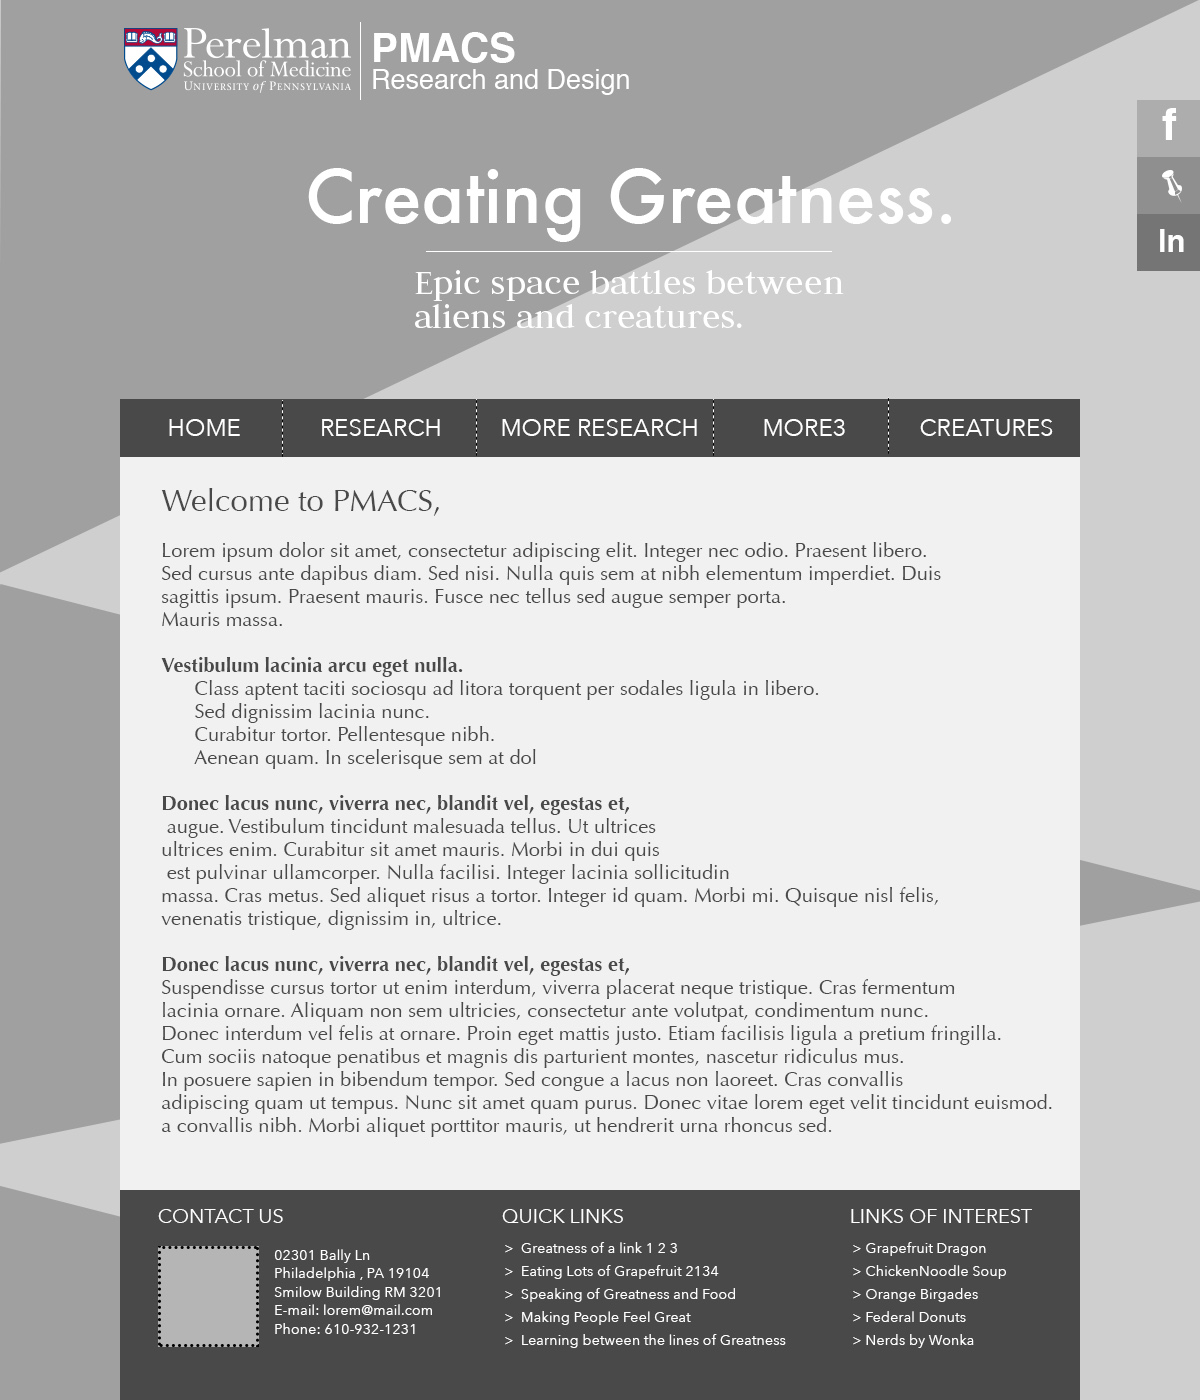 Perelman
School of Medicine
University of Pennsylvania
PMACS
Research and Design
f
In
Creating Greatness.
Epic space battles between
aliens and creatures.
HOME RESEARCH MORE RESEARCH MORE3 CREATURES
Welcome to PMACS,
Lorem ipsum dolor sit amet, consectetur adipiscing elit. Integer nec odio. Praesent libero.
Sed cursus ante dapibus diam. Sed nisi. Nulla quis sem at nibh elementum imperdiet. Duis
sagittis ipsum. Praesent mauris. Fusce nec tellus sed augue semper porta.
Mauris massa.
Vestibulum lacinia arcu eget nulla.
Class aptent taciti sociosqu ad litora torquent per sodales ligula in libero.
Sed dignissim lacinia nunc.
Curabitur tortor. Pellentesque nibh.
Aenean quam. In scelerisque sem at dol
Donec lacus nunc, viverra nec, blandit vel, egestas et,
augue. Vestibulum tincidunt malesuada tellus. Ut ultrices
ultrices enim. Curabitur sit amet mauris. Morbi in dui quis
est pulvinar ullamcorper. Nulla facilisi. Integer lacinia sollicitudin
massa. Cras metus. Sed aliquet risus a tortor. Integer id quam. Morbi mi. Quisque nisl felis,
venenatis tristique, dignissim in, ultrice.
Donec lacus nunc, viverra nec, blandit vel, egestas et,
Suspendisse cursus tortor ut enim interdum, viverra placerat neque tristique. Cras fermentum
lacinia ornare. Aliquam non sem ultricies, consectetur ante volutpat, condimentum nunc.
Donec interdum vel felis at ornare. Proin eget mattis justo. Etiam facilisis ligula a pretium fringilla.
Cum sociis natoque penatibus et magnis dis parturient montes, nascetur ridiculus mus.
In posuere sapien in bibendum tempor. Sed congue a lacus non laoreet. Cras convallis
adipiscing quam ut tempus. Nunc sit amet quam purus. Donec vitae lorem eget velit tincidunt euismod.
a convallis nibh. Morbi aliquet porttitor mauris, ut hendrerit urna rhoncus sed.
CONTACT US
02301 Bally Ln
Philadelphia , PA 19104
Smilow Building RM 3201
E-mail: lorem@mail.com
Phone: 610-932-1231
QUICK LINKS
> Greatness of a link 1 2 3
> Eating Lots of Grapefruit 2134
> Speaking of Greatness and Food
> Making People Feel Great
> Learning between the lines of Greatness
LINKS OF INTEREST
> Grapefruit Dragon
> ChickenNoodle Soup
> Orange Birgades
> Federal Donuts
> Nerds by Wonka